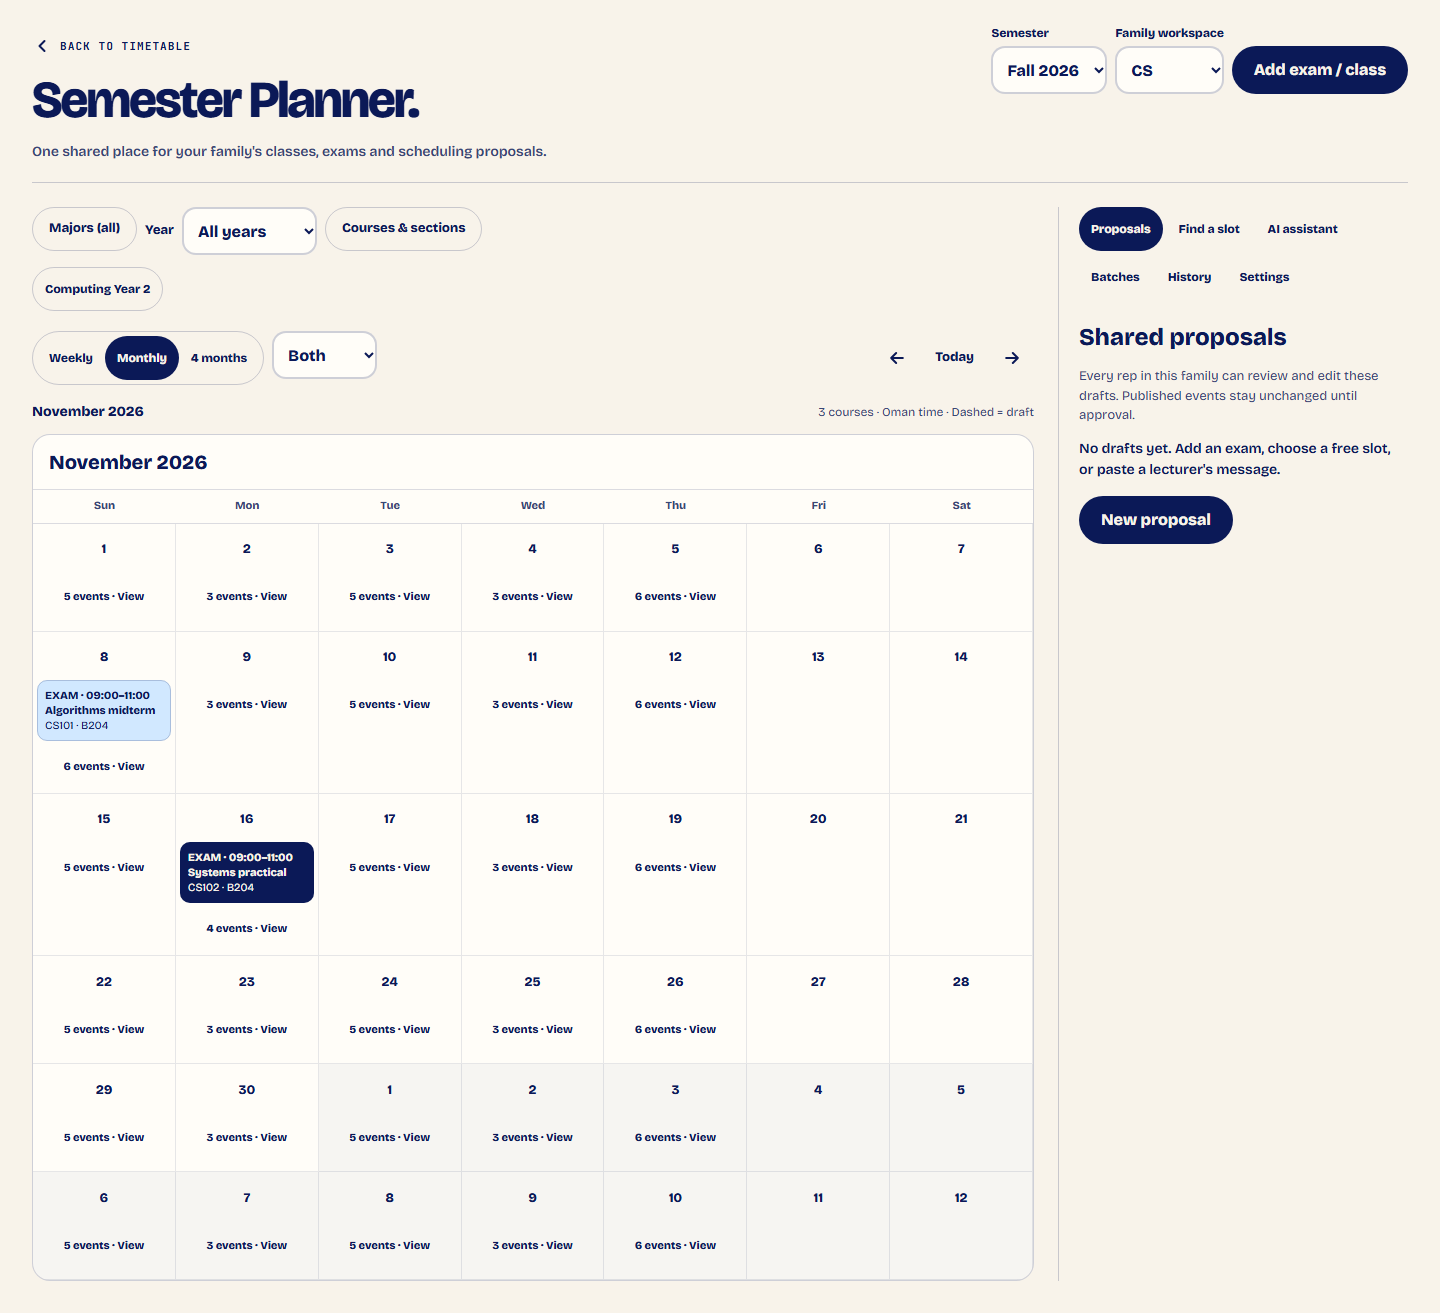 BACK TO TIMETABLE
Semester Planner.
One shared place for your family's classes, exams and scheduling proposals.
Semester
Family workspace
Fall 2026
CS
Add exam / class
Majors (all)
Year
All years
Courses & sections
Computing Year 2
Weekly
Monthly
4 months
Both
Today
November 2026
3 courses · Oman time · Dashed = draft
November 2026
Sun Mon Tue Wed Thu Fri Sat
1 2 3 4 5 6 7
5 events · View 3 events · View 5 events · View 3 events · View 6 events · View
8 9 10 11 12 13 14
EXAM · 09:00–11:00
Algorithms midterm
CS101 · B204
3 events · View 5 events · View 3 events · View 6 events · View
6 events · View
15 16 17 18 19 20 21
EXAM · 09:00–11:00
Systems practical
CS102 · B204
5 events · View 5 events · View 3 events · View 6 events · View
4 events · View
22 23 24 25 26 27 28
5 events · View 3 events · View 5 events · View 3 events · View 6 events · View
29 30 1 2 3 4 5
5 events · View 3 events · View 5 events · View 3 events · View 6 events · View
6 7 8 9 10 11 12
5 events · View 3 events · View 5 events · View 3 events · View 6 events · View
Proposals
Find a slot
AI assistant
Batches
History
Settings
Shared proposals
Every rep in this family can review and edit these
drafts. Published events stay unchanged until
approval.
No drafts yet. Add an exam, choose a free slot,
or paste a lecturer's message.
New proposal